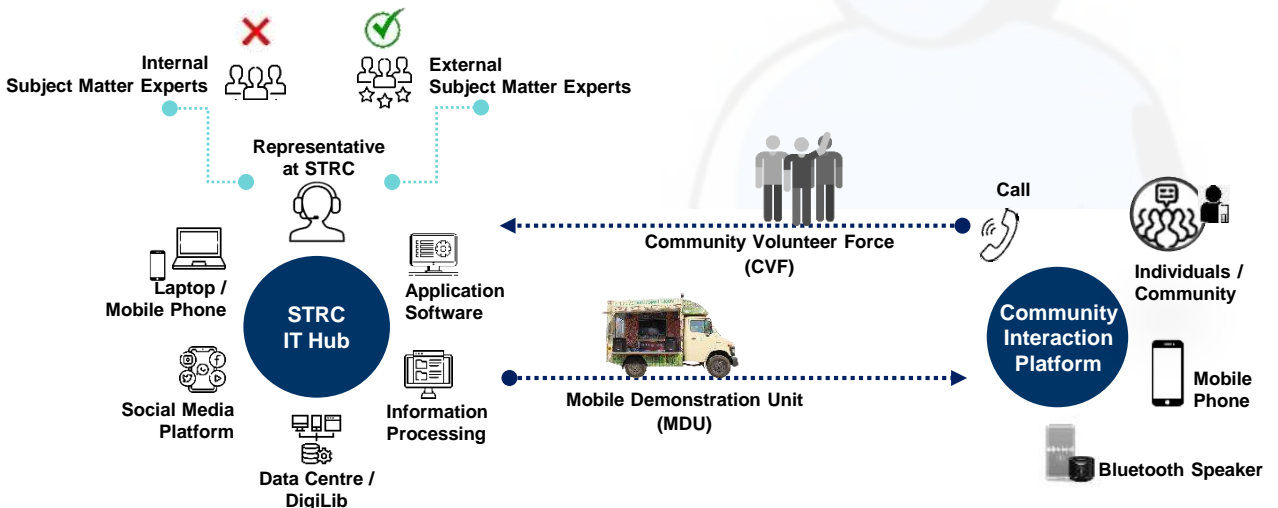 Internal
Subject Matter Experts
External
Subject Matter Experts
Representative
at STRC
Call
Community Volunteer Force
(CVF)
Individuals /
Community
Laptop /
Mobile Phone
STRC
IT Hub
Application
Software
Community
Interaction
Platform
Mobile Demonstration Unit
(MDU)
Mobile
Phone
Social Media
Platform
Information
Processing
Bluetooth Speaker
Data Centre /
DigiLib